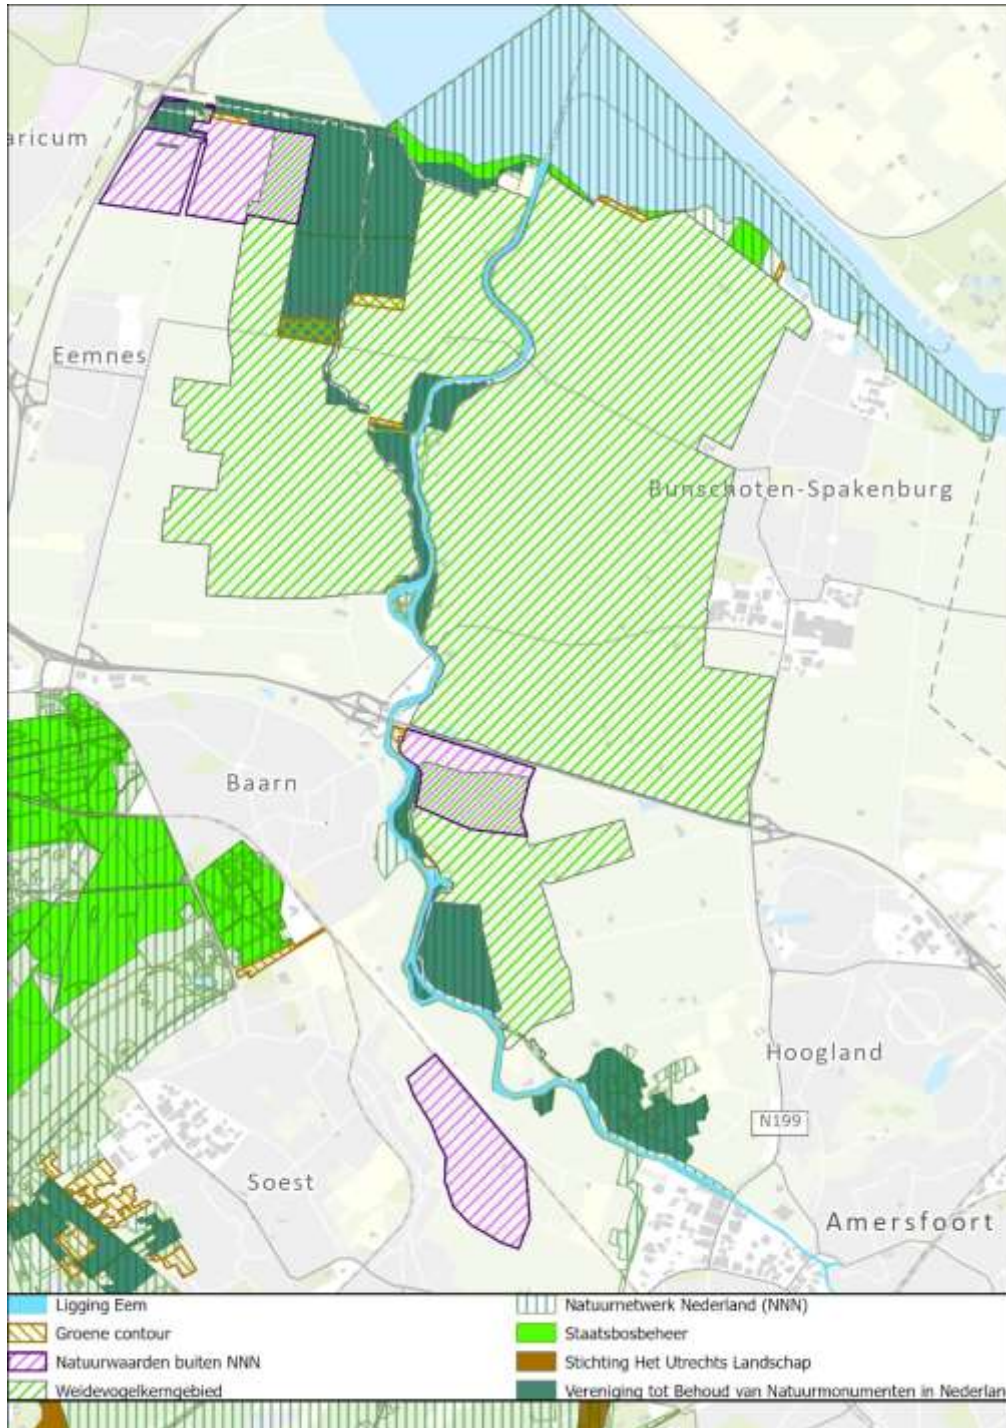 aricum
Eemnes
Bunschoten-Spakenburg
Baarn
Hoogland
N199
Soest
Amersfoort
Ligging Eem
Groene contour
Natuurwaarden buiten NNN
Weidevogelkerngebied
Natuurnetwerk Nederland (NNN)
Staatsbosbeheer
Stichting Het Utrechts Landschap
Vereniging tot Behoud van Natuurmonumenten in Nederlan